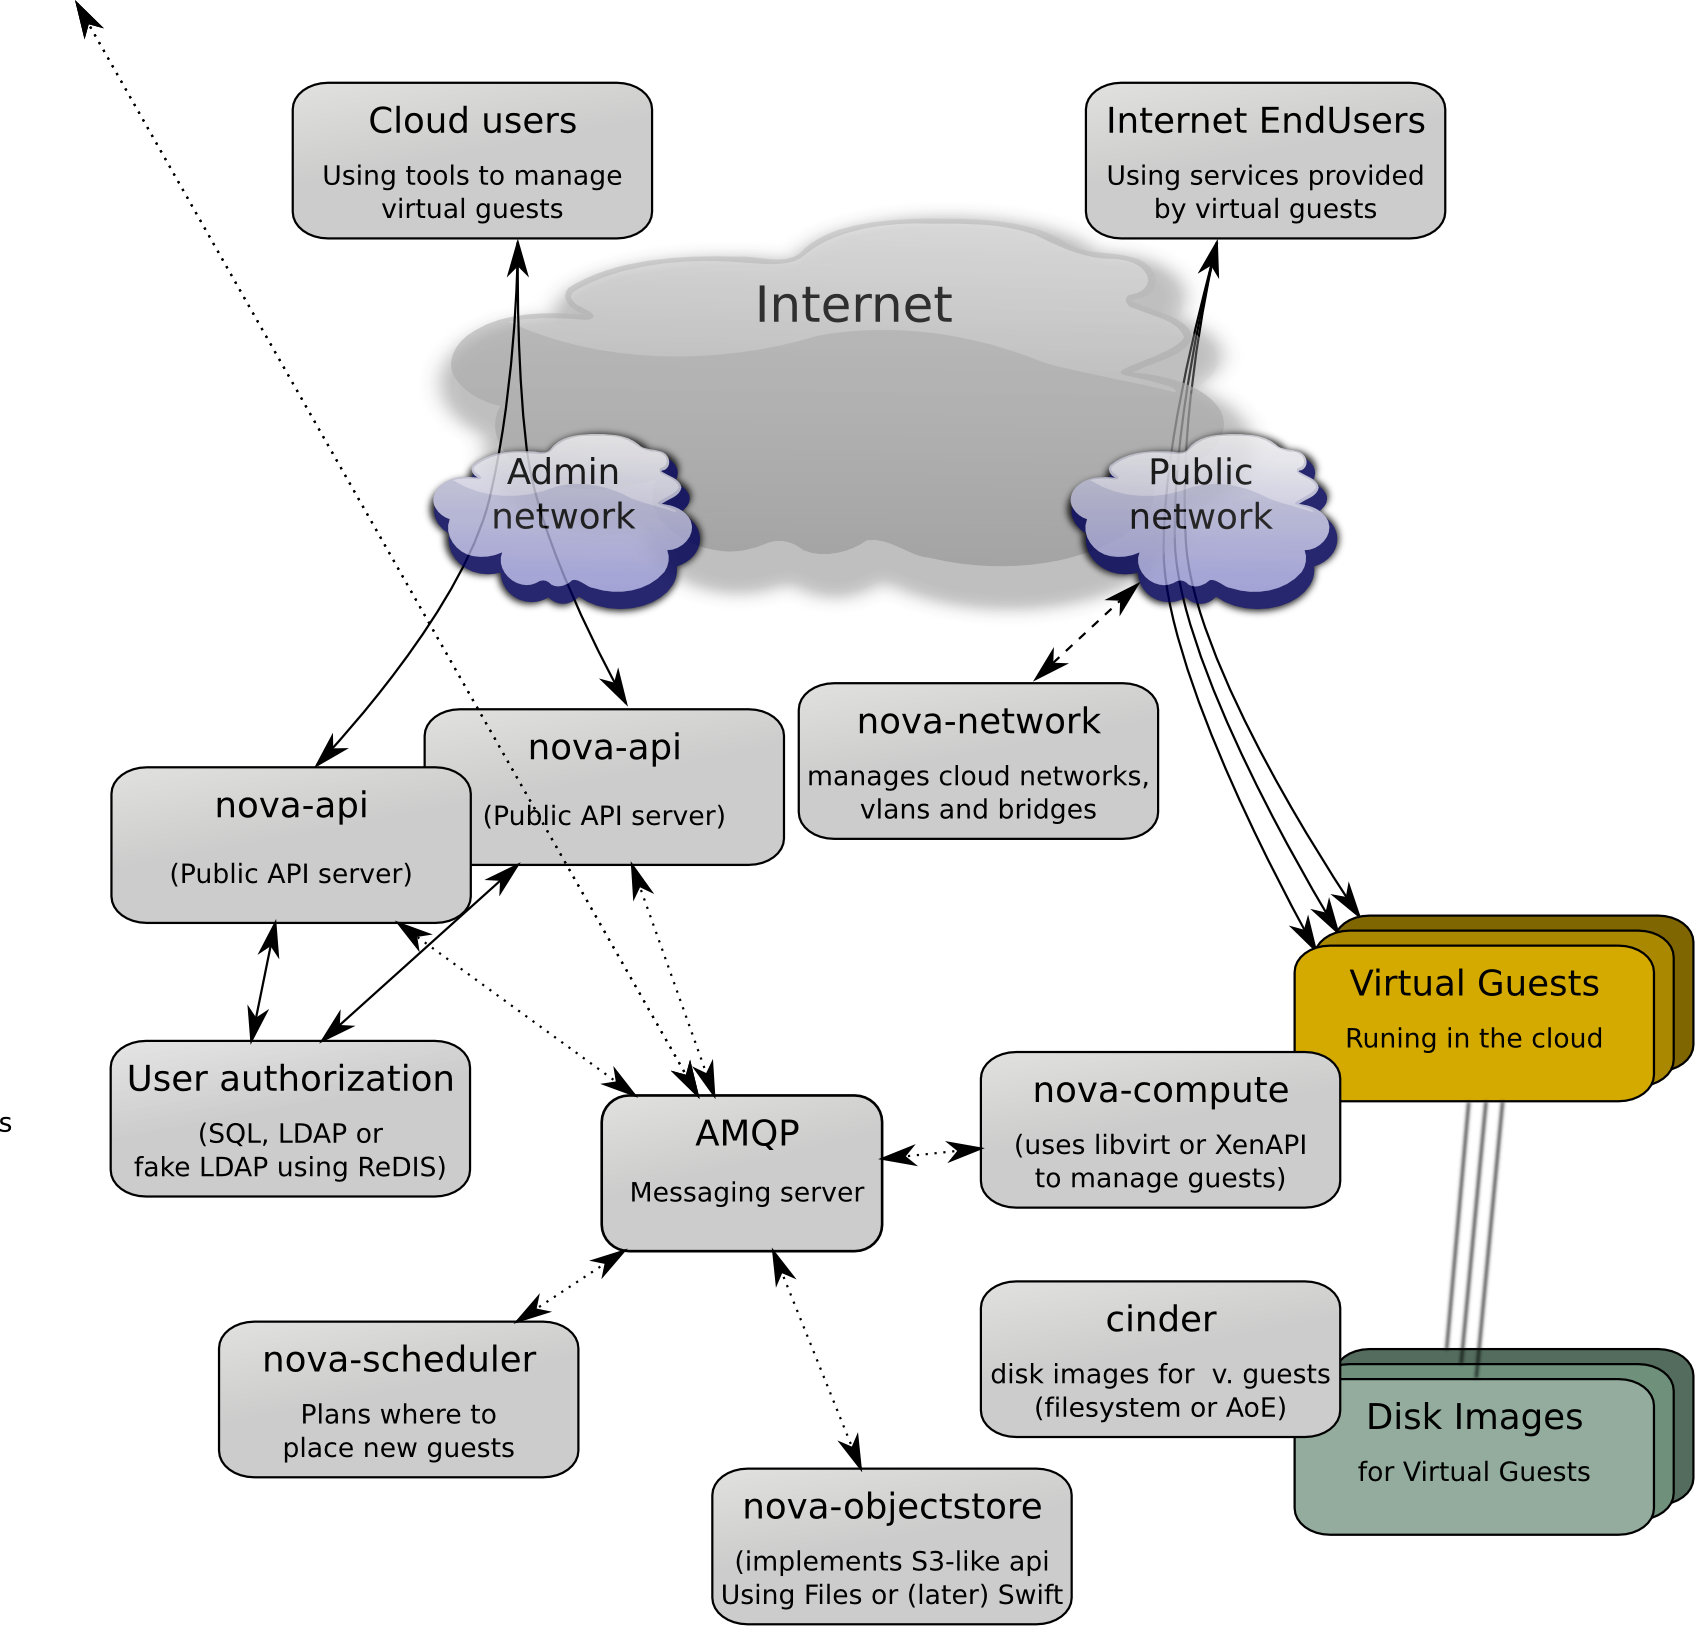 Cloud users
Using tools to manage
virtual guests
Internet EndUsers
Using services provided
by virtual guests
Internet
Admin
network
Public
network
nova-api
(Public API server)
nova-api
(Public API server)
nova-network
manages cloud networks,
vlans and bridges
Virtual Guests
Runing in the cloud
User authorization
(SQL, LDAP or
fake LDAP using ReDIS)
s
AMQP
Messaging server
nova-compute
(uses libvirt or XenAPI
to manage guests)
cinder
disk images for  v. guests
(filesystem or AoE)
Disk Images
for Virtual Guests
nova-scheduler
Plans where to
place new guests
nova-objectstore
(implements S3-like api
Using Files or (later) Swift